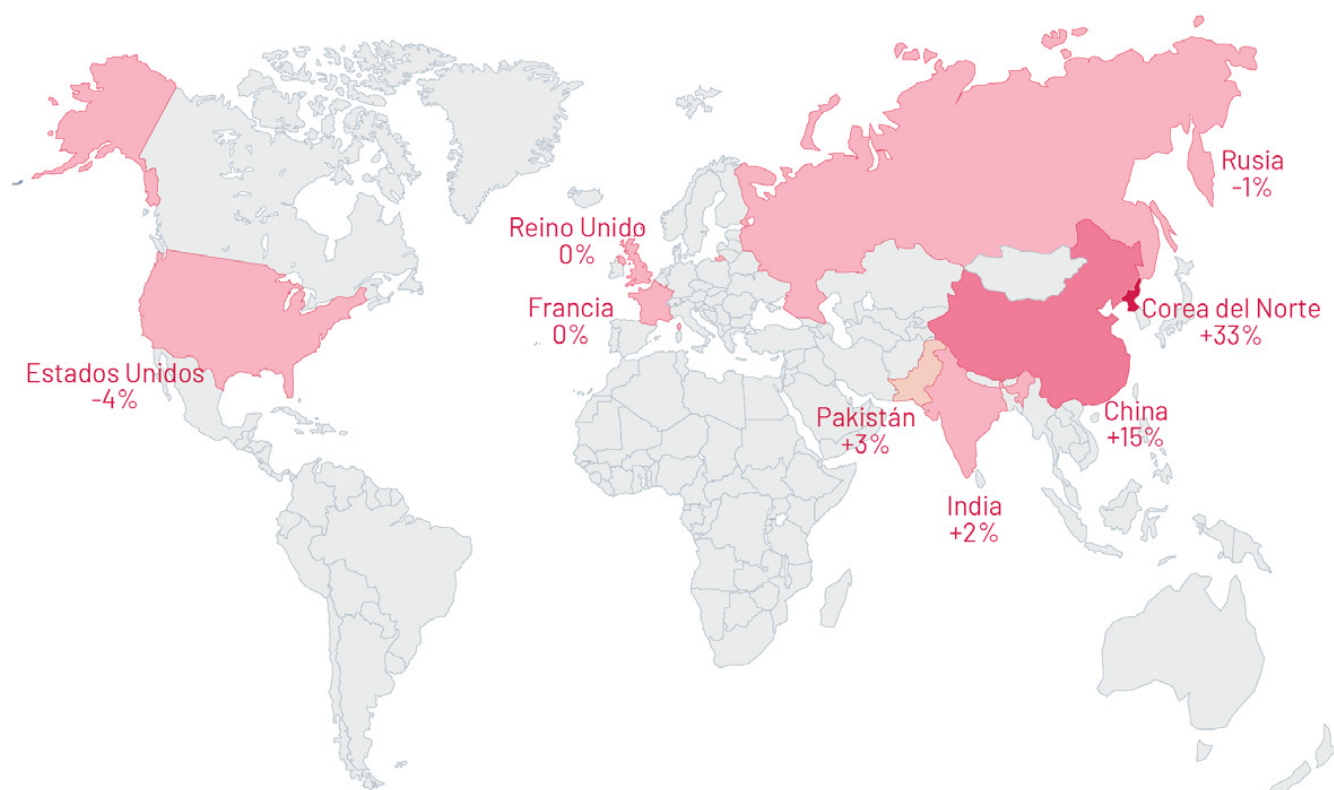 Rusia
-1%
Reino Unido
0%
Francia
0%
Corea del Norte
+33%
Estados Unidos
-4%
Pakistán
+3%
China
+15%
India
+2%